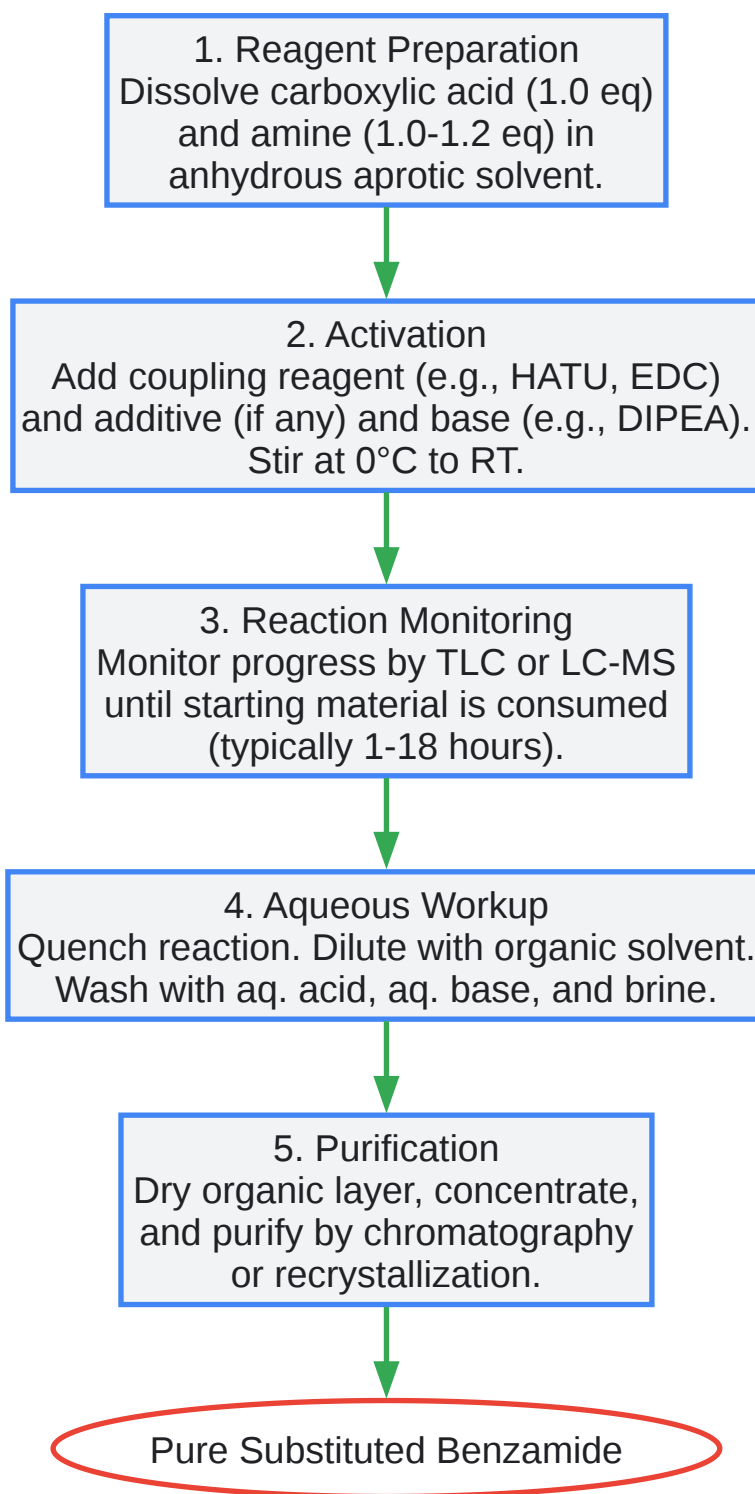 1. Reagent Preparation
Dissolve carboxylic acid (1.0 eq)
and amine (1.0-1.2 eq) in
anhydrous aprotic solvent.
2. Activation
Add coupling reagent (e.g., HATU, EDC)
and additive (if any) and base (e.g., DIPEA).
Stir at 0°C to RT.
3. Reaction Monitoring
Monitor progress by TLC or LC-MS
until starting material is consumed
(typically 1-18 hours).
4. Aqueous Workup
Quench reaction. Dilute with organic solvent.
Wash with aq. acid, aq. base, and brine.
5. Purification
Dry organic layer, concentrate,
and purify by chromatography
or recrystallization.
Pure Substituted Benzamide